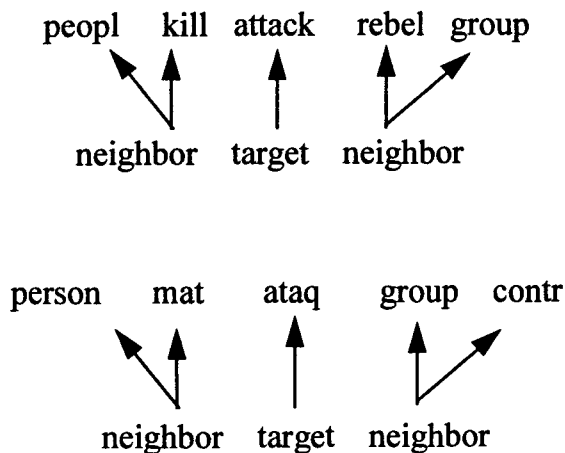 peopl kill attack rebel group
neighbor target neighbor
person mat ataq group contr
neighbor target neighbor